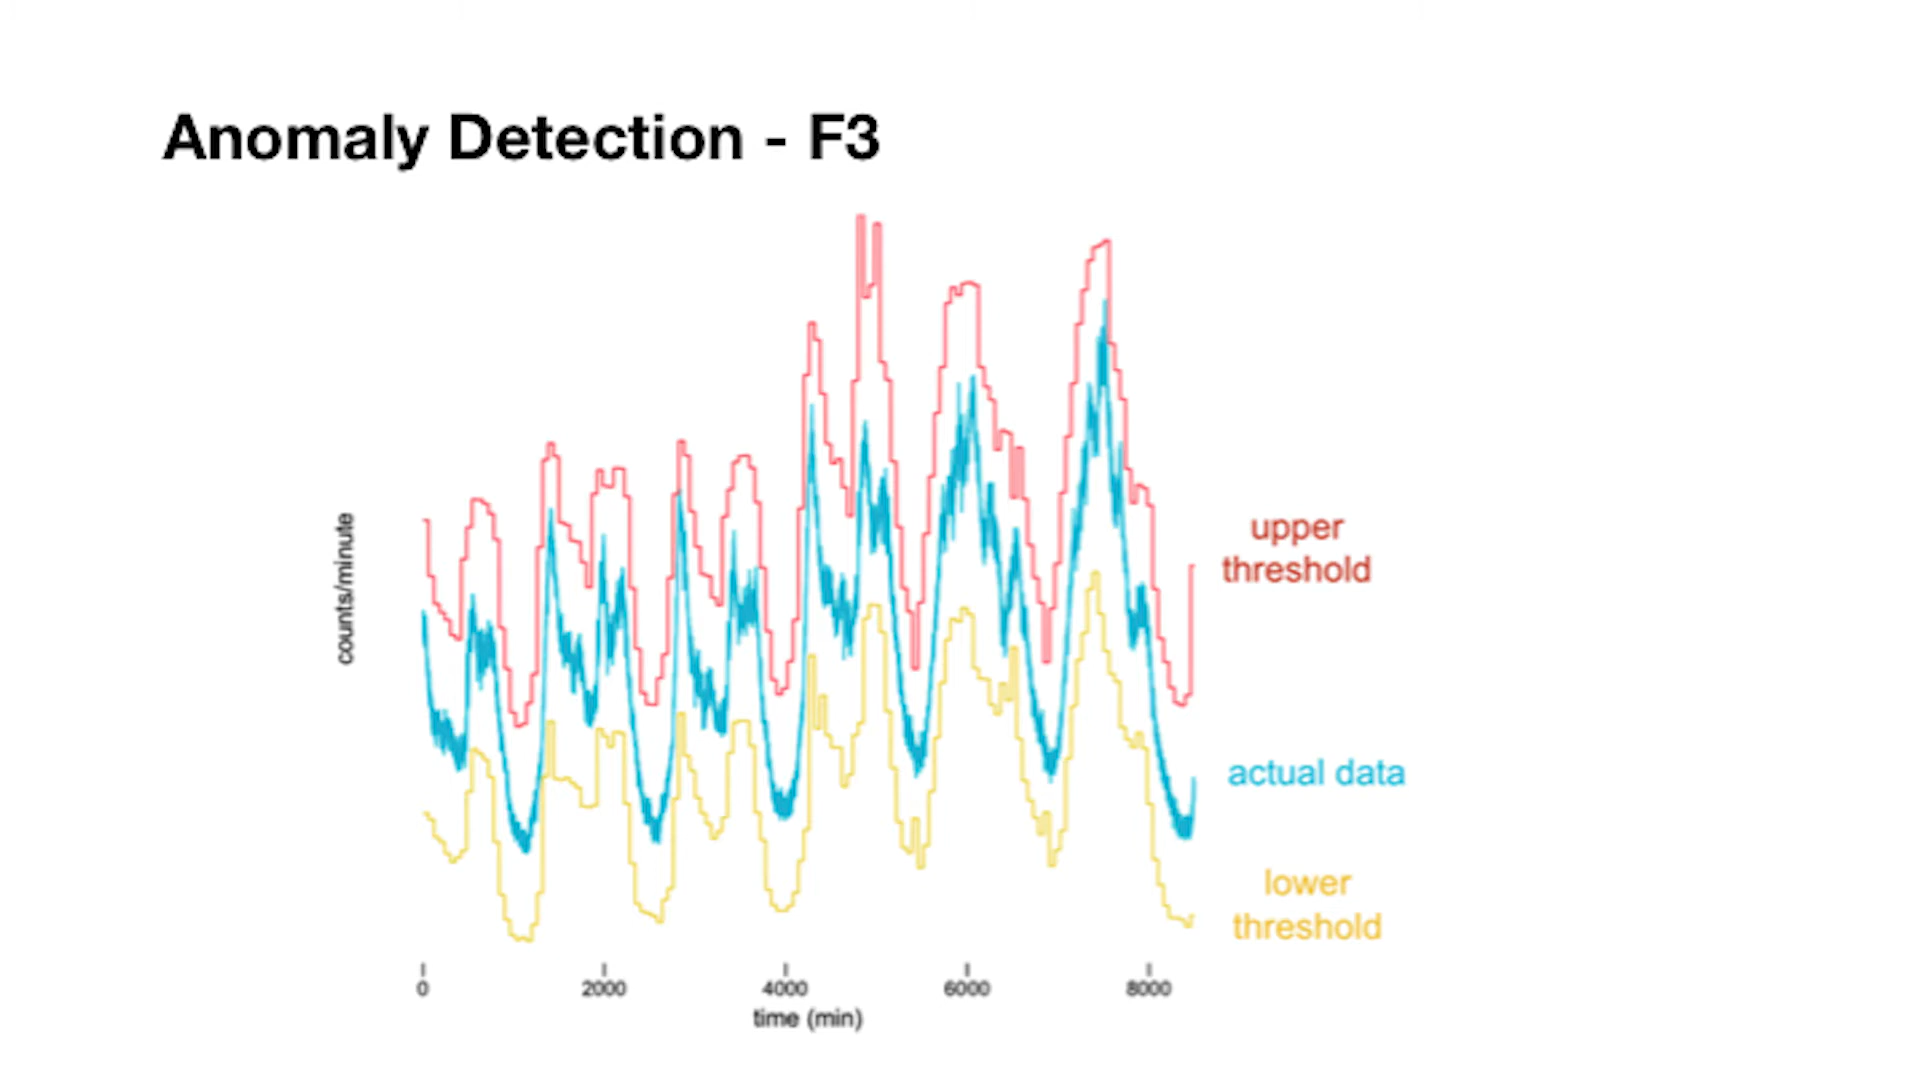 Anomaly Detection - F3
counts/minute
upper
threshold
actual data
lower
threshold
0 2000 4000 6000 8000
time (min)